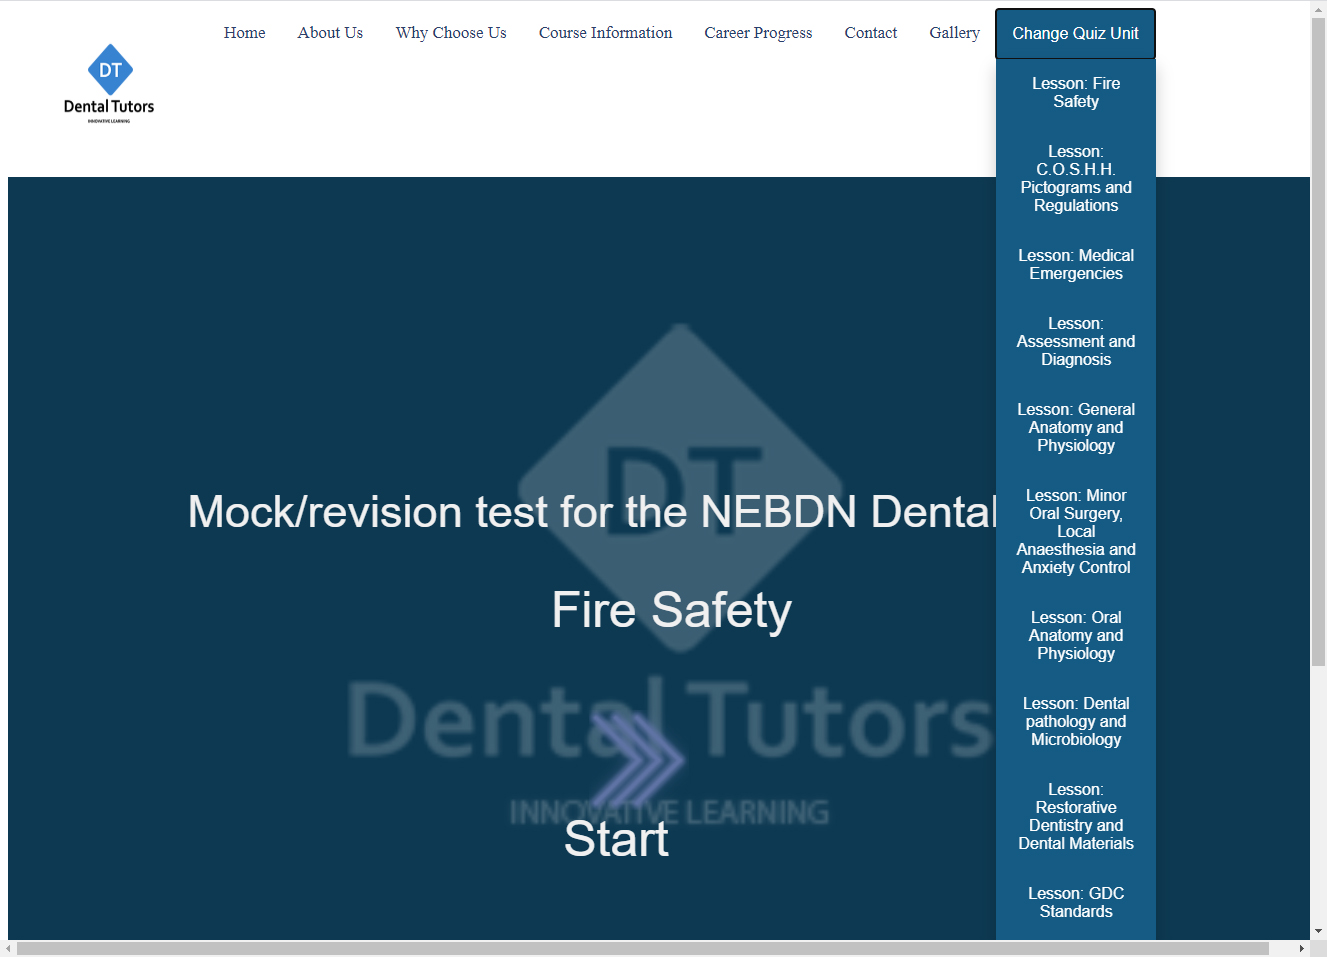 Home
About Us
Why Choose Us
Course Information
Career Progress
Contact
Gallery
Change Quiz Unit
DT
Dental Tutors
INNOVATIVE LEARNING
Lesson: Fire
Safety
Lesson:
C.O.S.H.H.
Pictograms and
Regulations
Lesson: Medical
Emergencies
Lesson:
Assessment and
Diagnosis
Lesson: General
Anatomy and
Physiology
Lesson: Minor
Oral Surgery,
Local
Anaesthesia and
Anxiety Control
Lesson: Oral
Anatomy and
Physiology
Lesson: Dental
pathology and
Microbiology
Lesson:
Restorative
Dentistry and
Dental Materials
Lesson: GDC
Standards
DT
Mock/revision test for the NEBDN Dental
Fire Safety
Dental Tutors
INNOVATIVE LEARNING
Start